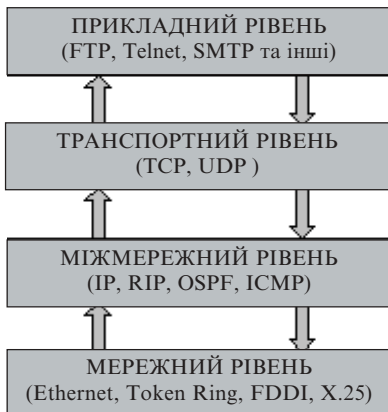 ПРИКЛАДНИЙ РІВЕНЬ
(FTP, Telnet, SMTP та інші)
ТРАНСПОРТНИЙ РІВЕНЬ
(TCP, UDP )
МІЖМЕРЕЖНИЙ РІВЕНЬ
(IP, RIP, OSPF, ICMP)
МЕРЕЖНИЙ РІВЕНЬ
(Ethernet, Token Ring, FDDI, X.25)